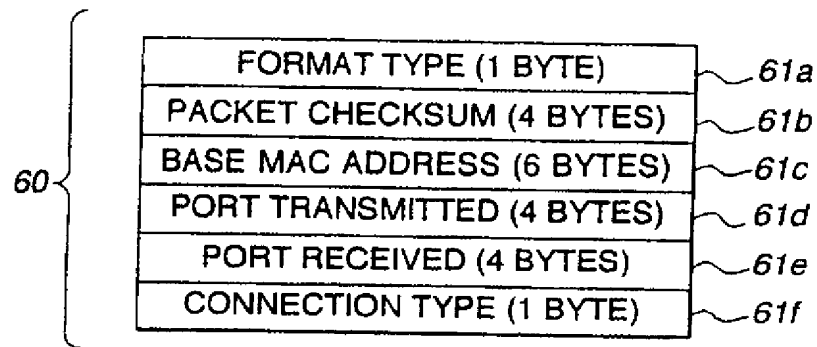 FORMAT TYPE (1 BYTE) 61a
PACKET CHECKSUM (4 BYTES) 61b
BASE MAC ADDRESS (6 BYTES) 61c
60
PORT TRANSMITTED (4 BYTES) 61d
PORT RECEIVED (4 BYTES) 61e
CONNECTION TYPE (1 BYTE) 61f